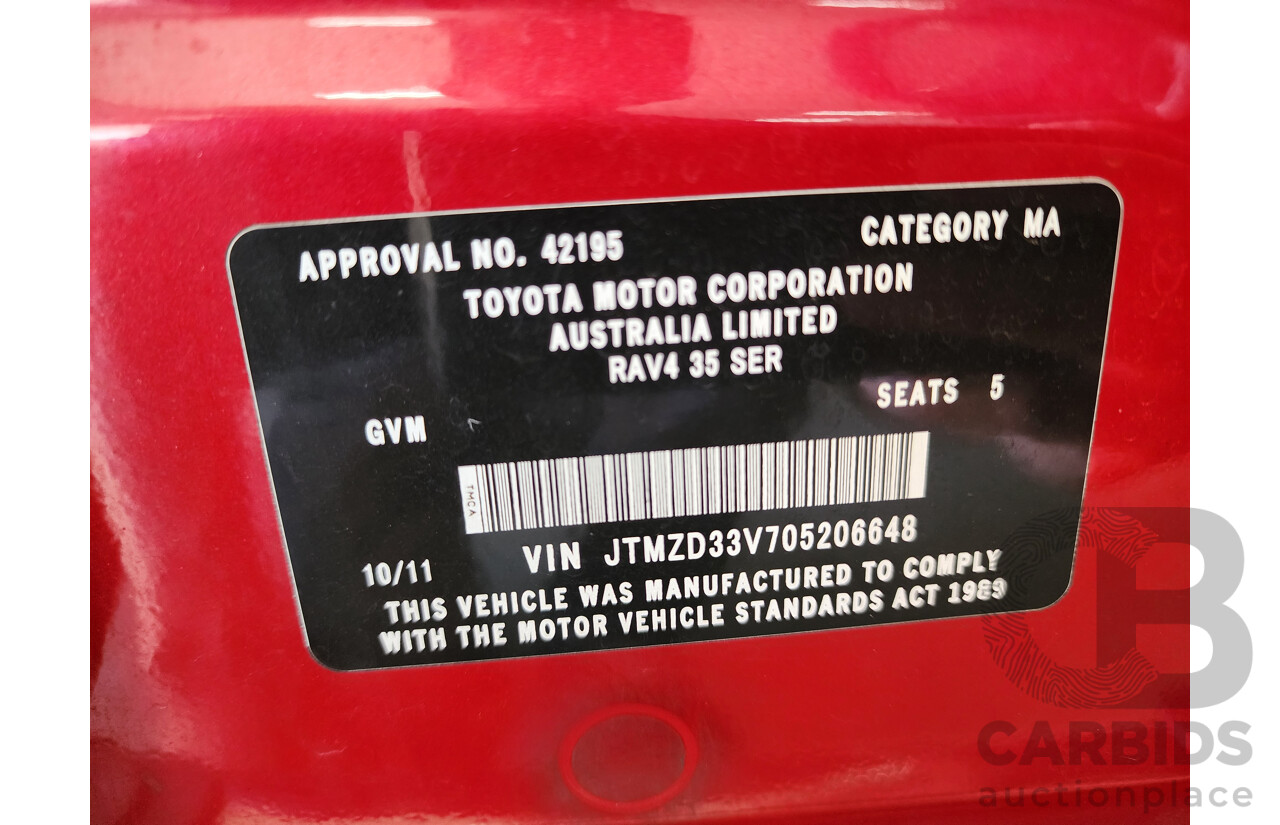 APPROVAL NO. 42195 CATEGORY MA
TOYOTA MOTOR CORPORATION
AUSTRALIA LIMITED
RAV4 35 SER
SEATS 5
GVM
TMCA
VIN JTMZD33V705206648
10/11
THIS VEHICLE WAS MANUFACTURED TO COMPLY
WITH THE MOTOR VEHICLE STANDARDS ACT 1989
CB
CARBIDS
auctionplace